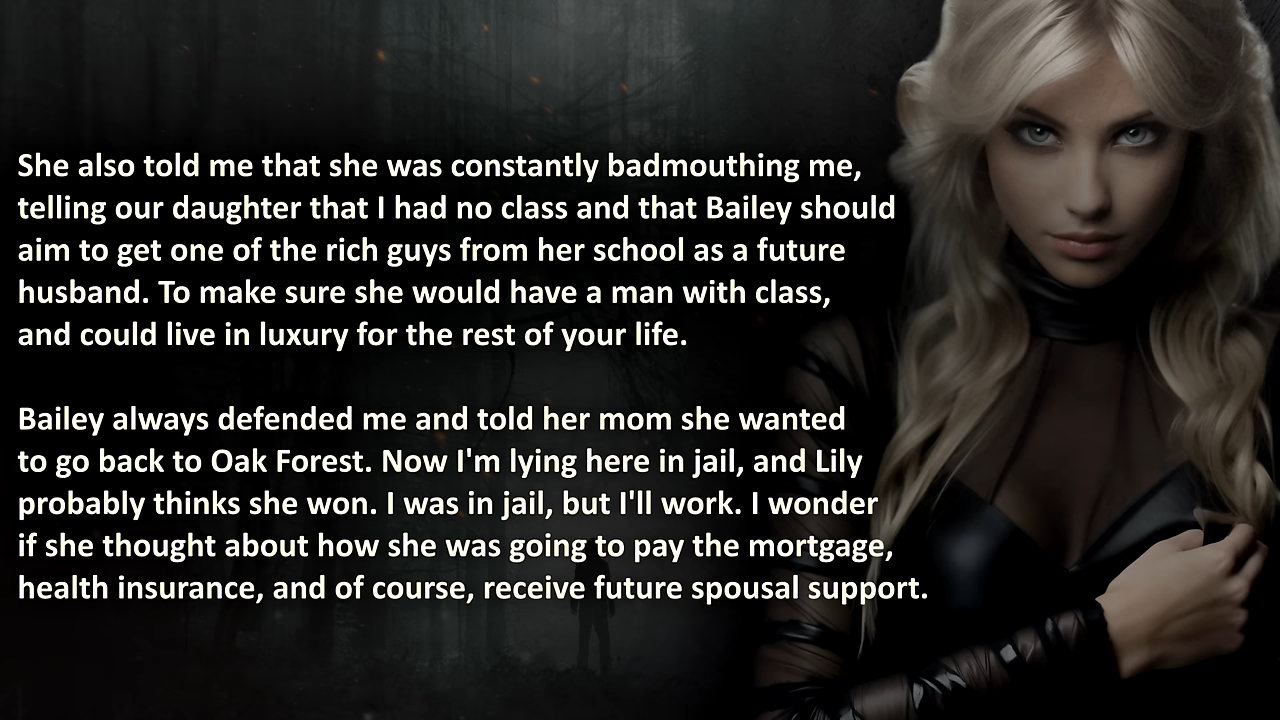 She also told me that she was constantly badmouthing me,
telling our daughter that I had no class and that Bailey should
aim to get one of the rich guys from her school as a future
husband. To make sure she would have a man with class,
and could live in luxury for the rest of your life.
Bailey always defended me and told her mom she wanted
to go back to Oak Forest. Now I'm lying here in jail, and Lily
probably thinks she won. I was in jail, but I'll work. I wonder
if she thought about how she was going to pay the mortgage,
health insurance, and of course, receive future spousal support.